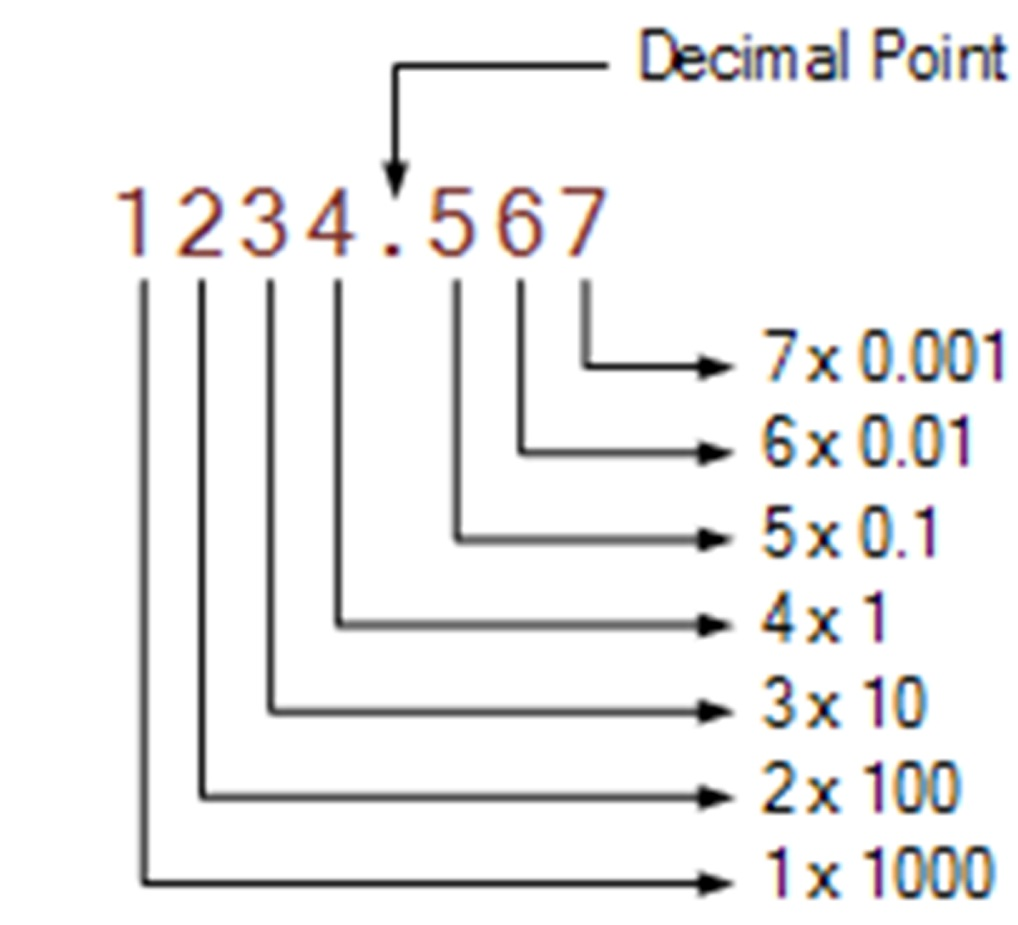 Decimal Point
1234.567
7 x 0.001
6 x 0.01
5 x 0.1
4 x 1
3 x 10
2 x 100
1 x 1000